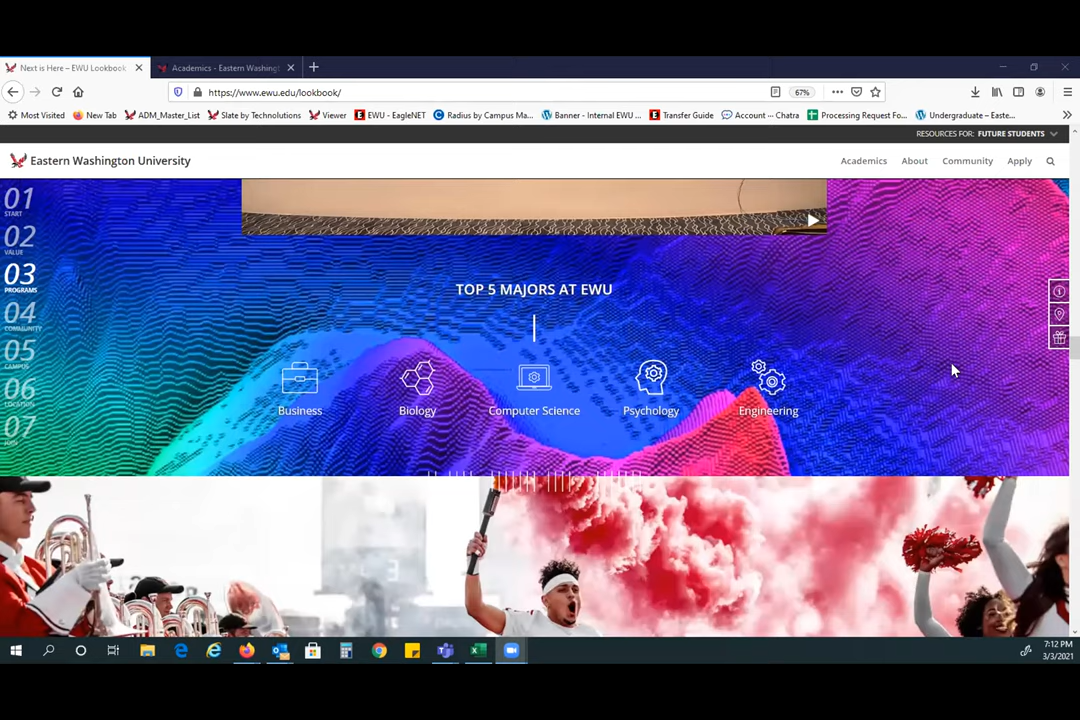 Next is Here – EWU Lookbook
Academics - Eastern Washingt
https://www.ewu.edu/lookbook/
67%
Most Visited
New Tab
ADM_Master_List
Slate by Technolutions
Viewer
EWU - EagleNET
Radius by Campus Ma...
Banner - Internal EWU ...
Transfer Guide
Account ·-· Chatra
Processing Request Fo...
Undergraduate – Easte...
RESOURCES FOR: FUTURE STUDENTS
Eastern Washington University
Academics
About
Community
Apply
01
START
02
VALUE
03
PROGRAMS
04
COMMUNITY
05
CAMPUS
06
LOCATION
07
JOIN
TOP 5 MAJORS AT EWU
Business
Biology
Computer Science
Psychology
Engineering
7:12 PM
3/3/2021